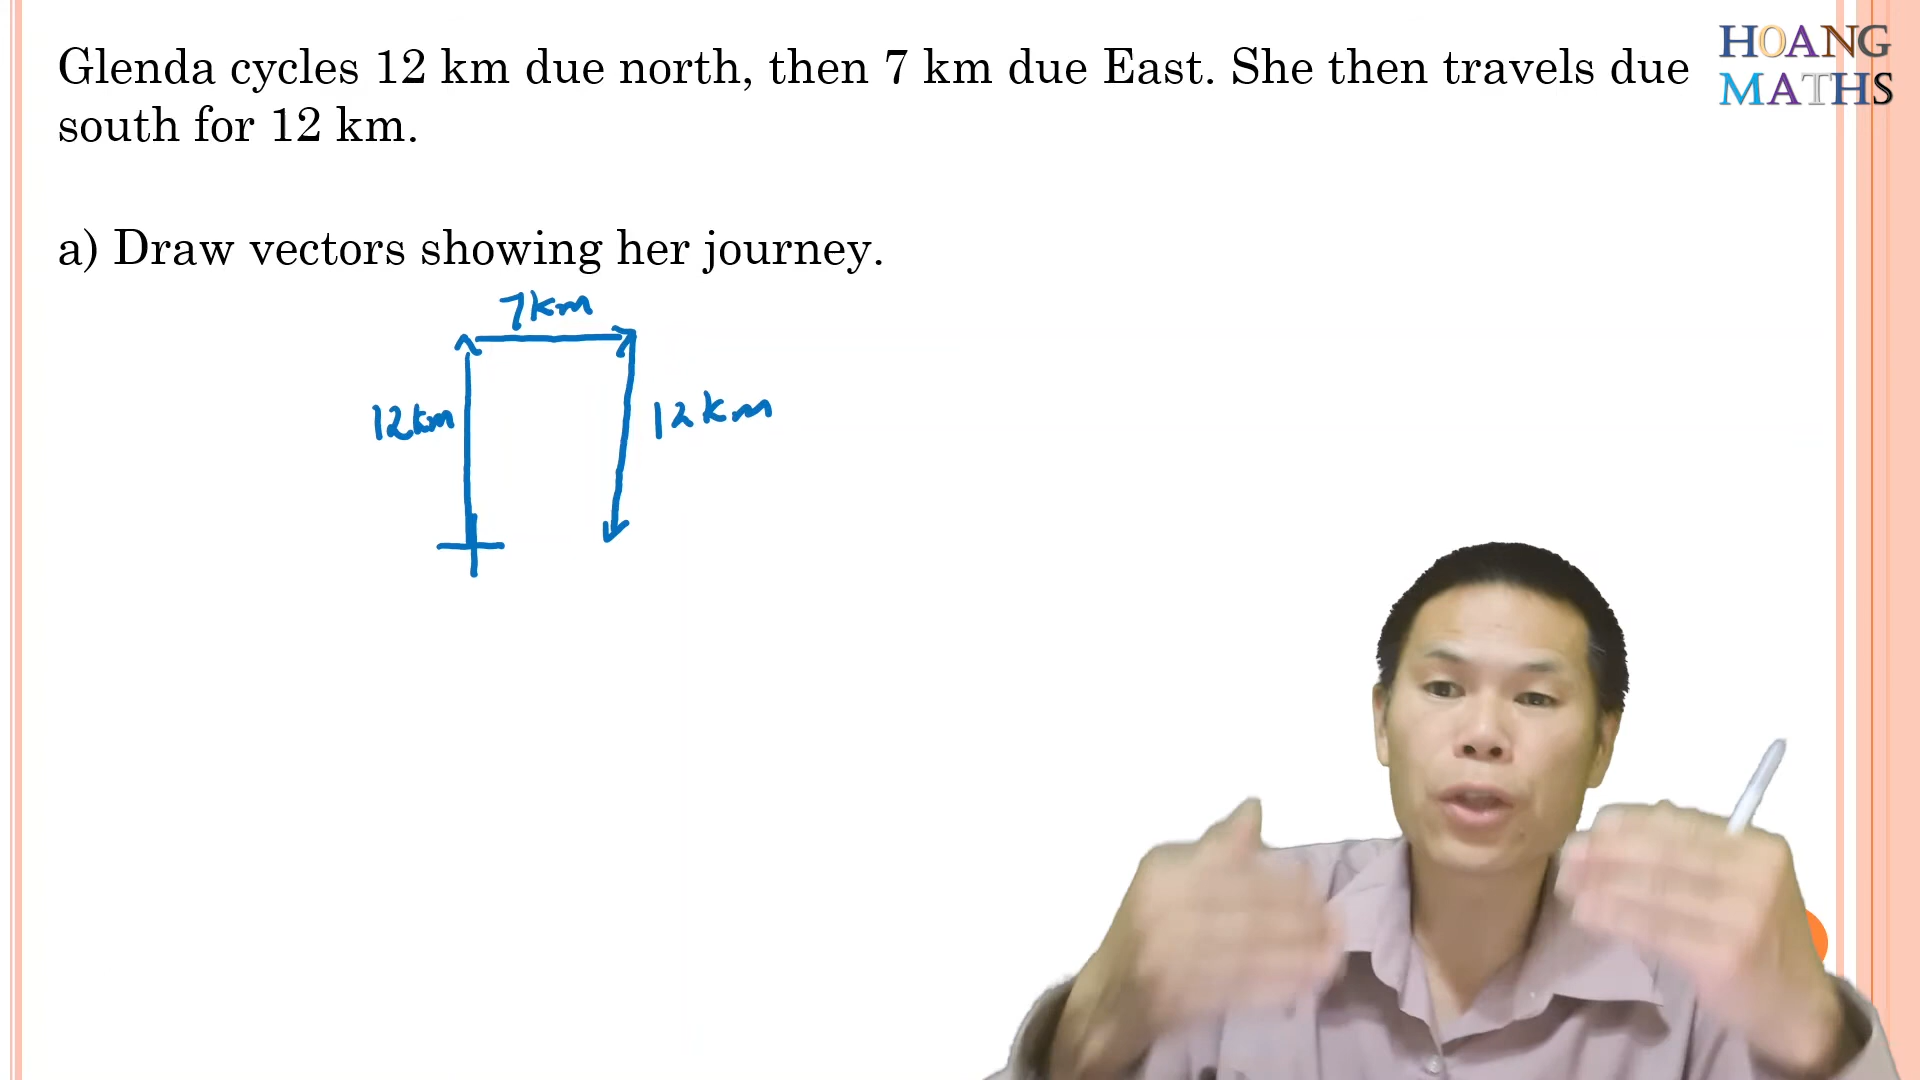 Glenda cycles 12 km due north, then 7 km due East. She then travels due
south for 12 km.
HOANG
MATHS
a) Draw vectors showing her journey.
7km
12km
12km